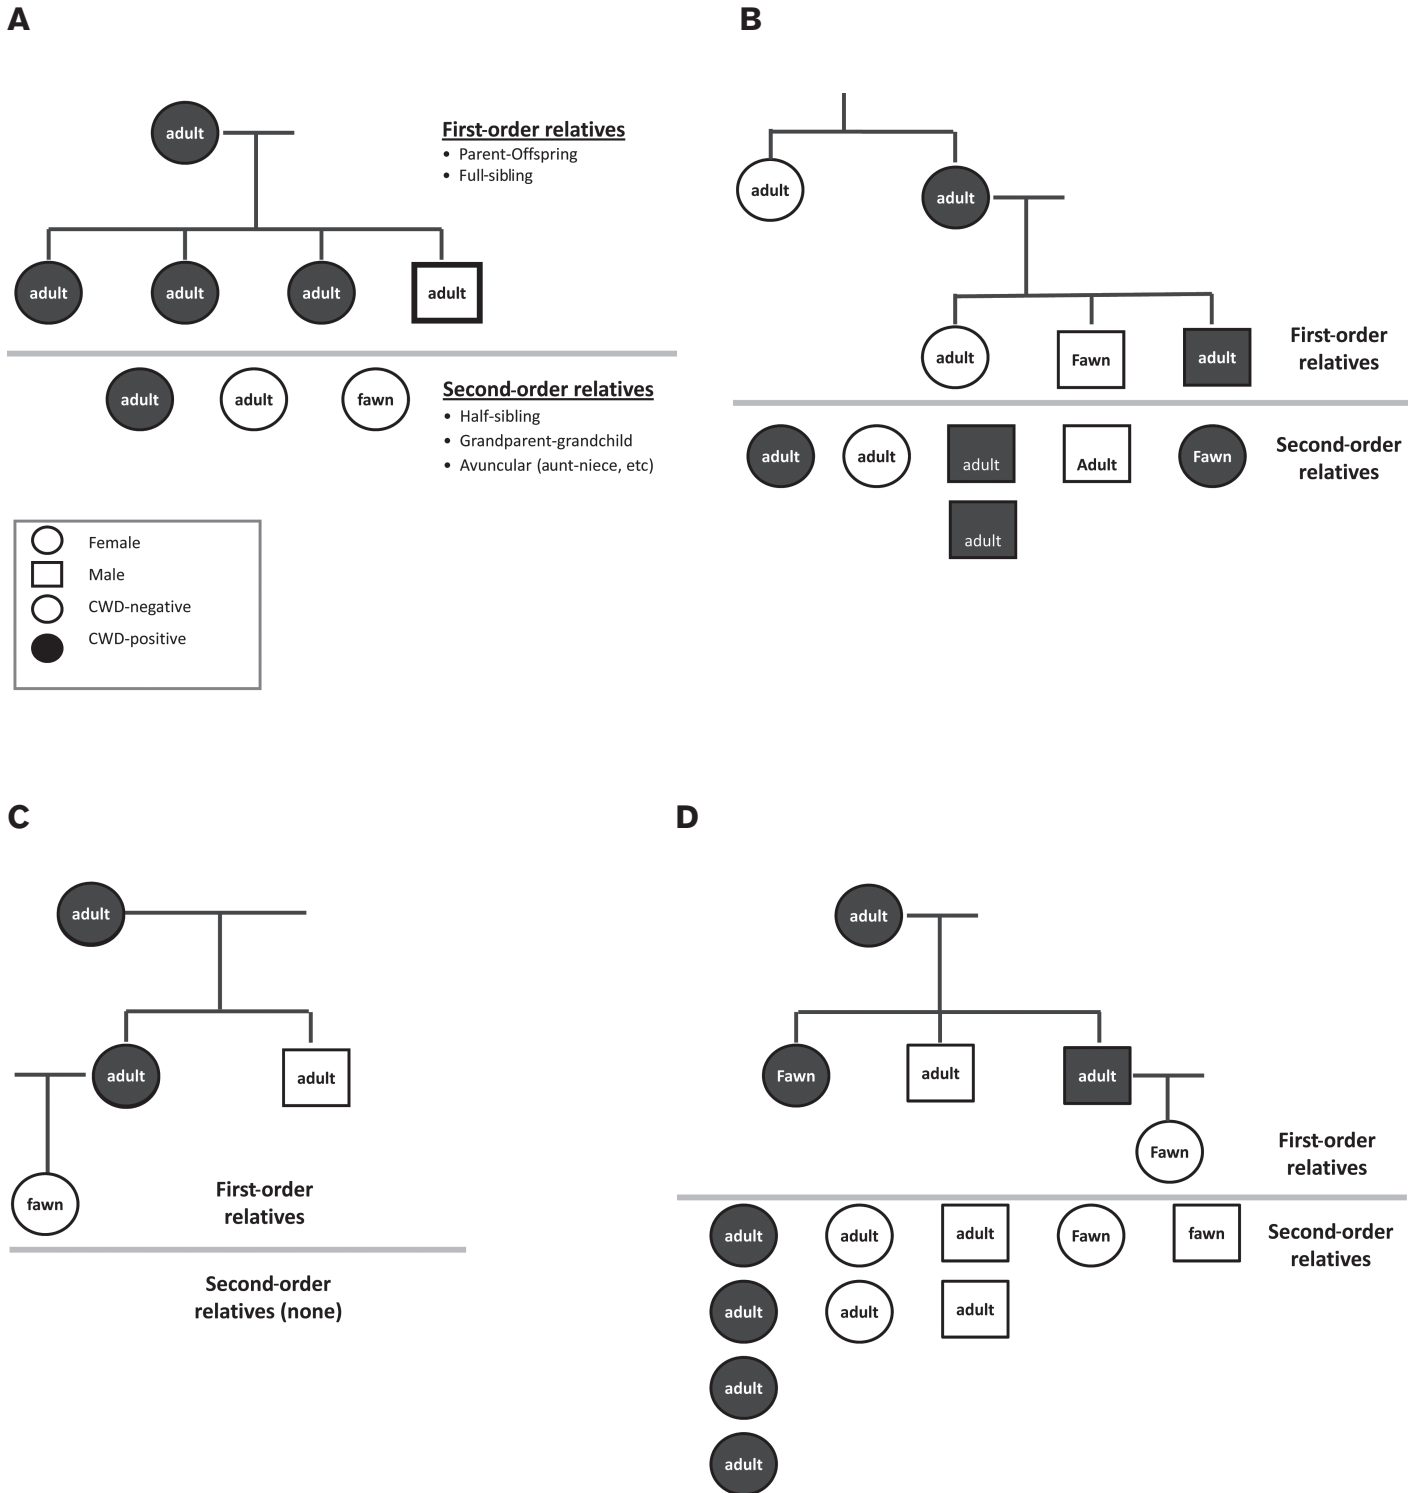 A
adult
First-order relatives
• Parent-Offspring
• Full-sibling
adult adult adult adult
adult adult fawn
Second-order relatives
• Half-sibling
• Grandparent-grandchild
• Avuncular (aunt-niece, etc)
Female
Male
CWD-negative
CWD-positive
B
adult adult
adult Fawn adult
First-order
relatives
adult adult adult Adult Fawn
Second-order
relatives
adult
C
adult
adult adult
fawn
First-order
relatives
Second-order
relatives (none)
D
adult
Fawn adult adult
Fawn
First-order
relatives
adult adult adult Fawn fawn
Second-order
relatives
adult adult adult
adult
adult